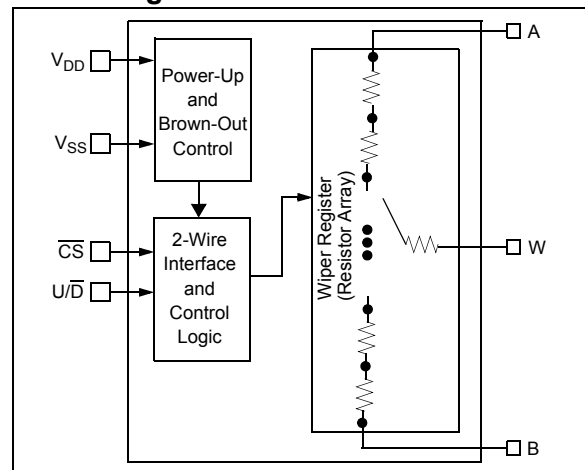 V_DD
V_SS
CS̅
U/D̅
Power-Up
and
Brown-Out
Control
2-Wire
Interface
and
Control
Logic
Wiper Register
(Resistor Array)
A
W
B